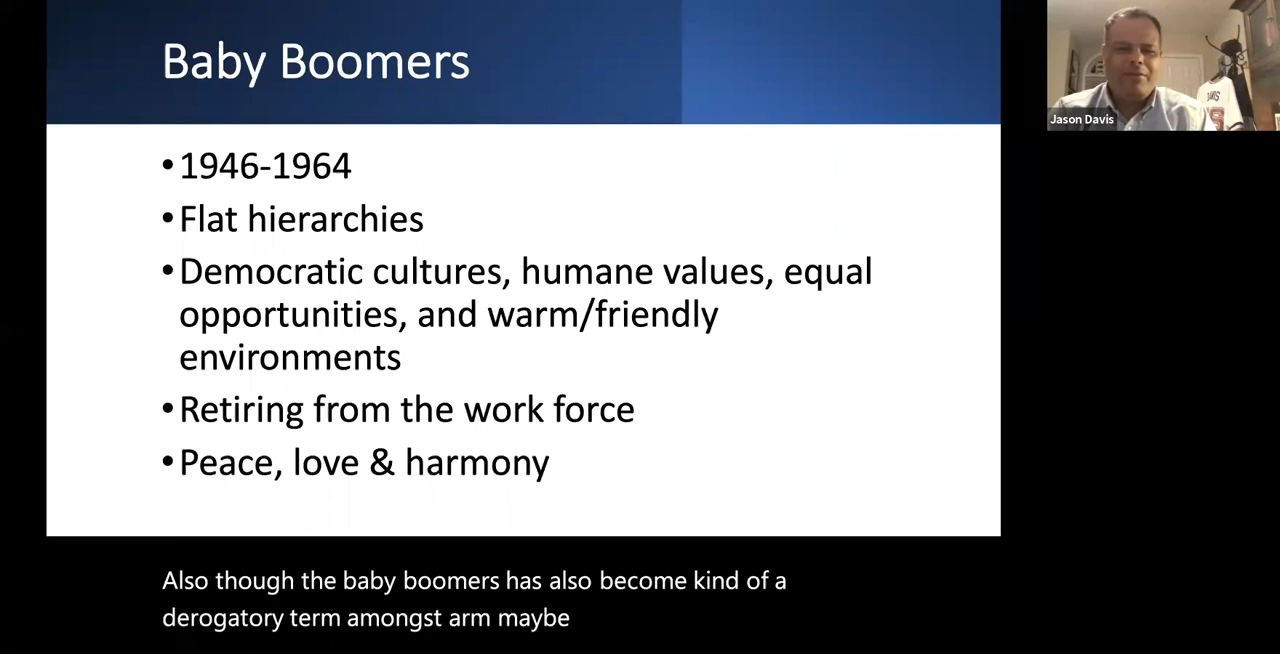 Baby Boomers
•1946-1964
•Flat hierarchies
•Democratic cultures, humane values, equal
opportunities, and warm/friendly
environments
•Retiring from the work force
•Peace, love & harmony
Also though the baby boomers has also become kind of a
derogatory term amongst arm maybe
Jason Davis